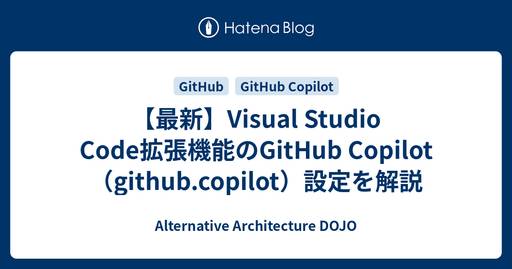 Hatena Blog
GitHub GitHub Copilot
【最新】Visual Studio
Code拡張機能のGitHub Copilot
（github.copilot）設定を解説
Alternative Architecture DOJO